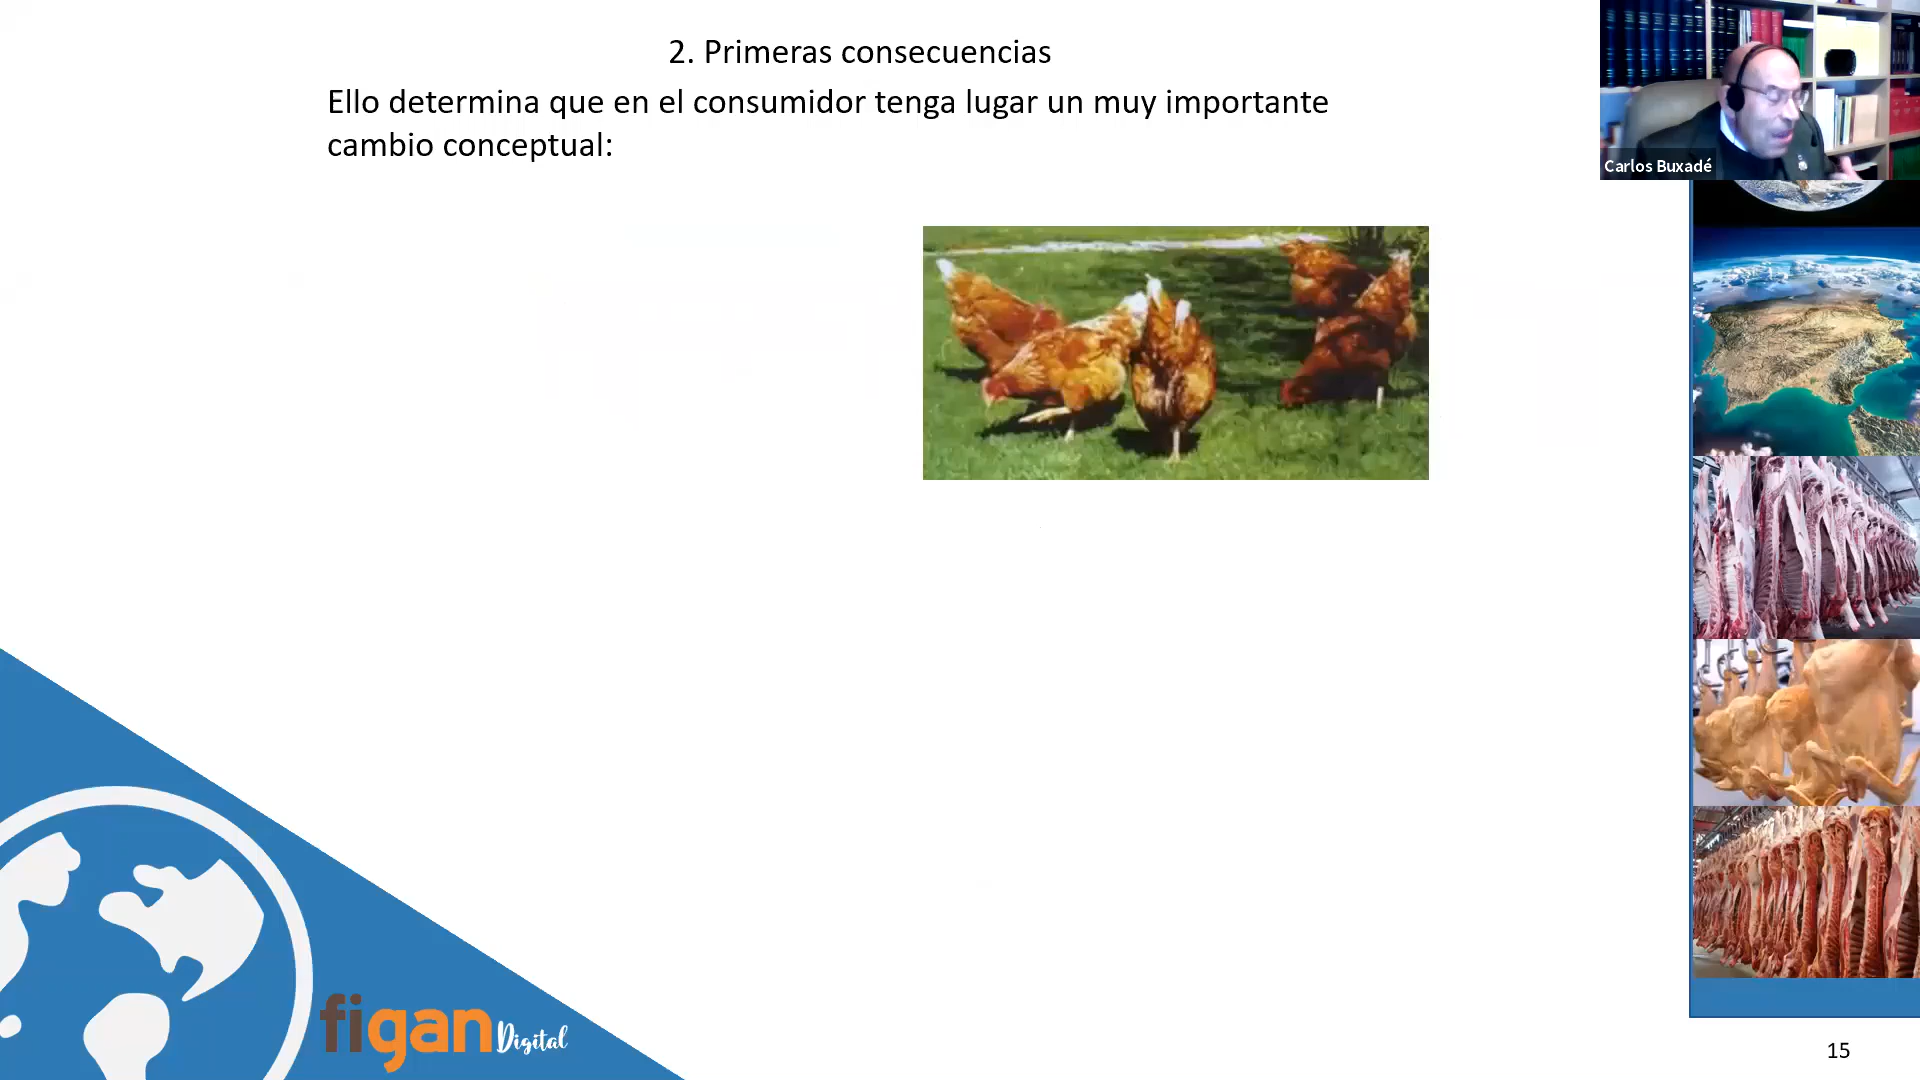 2. Primeras consecuencias
Ello determina que en el consumidor tenga lugar un muy importante
cambio conceptual:
Carlos Buxadé
figan Digital
15